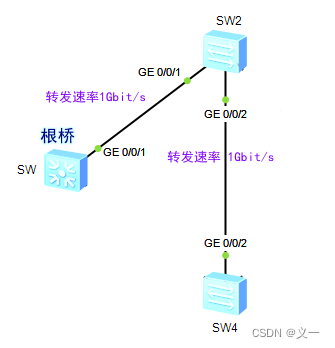 SW2
GE 0/0/1
转发速率1Gbit/s
GE 0/0/2
根桥
GE 0/0/1
SW
转发速率 1Gbit/s
GE 0/0/2
SW4
CSDN @义一